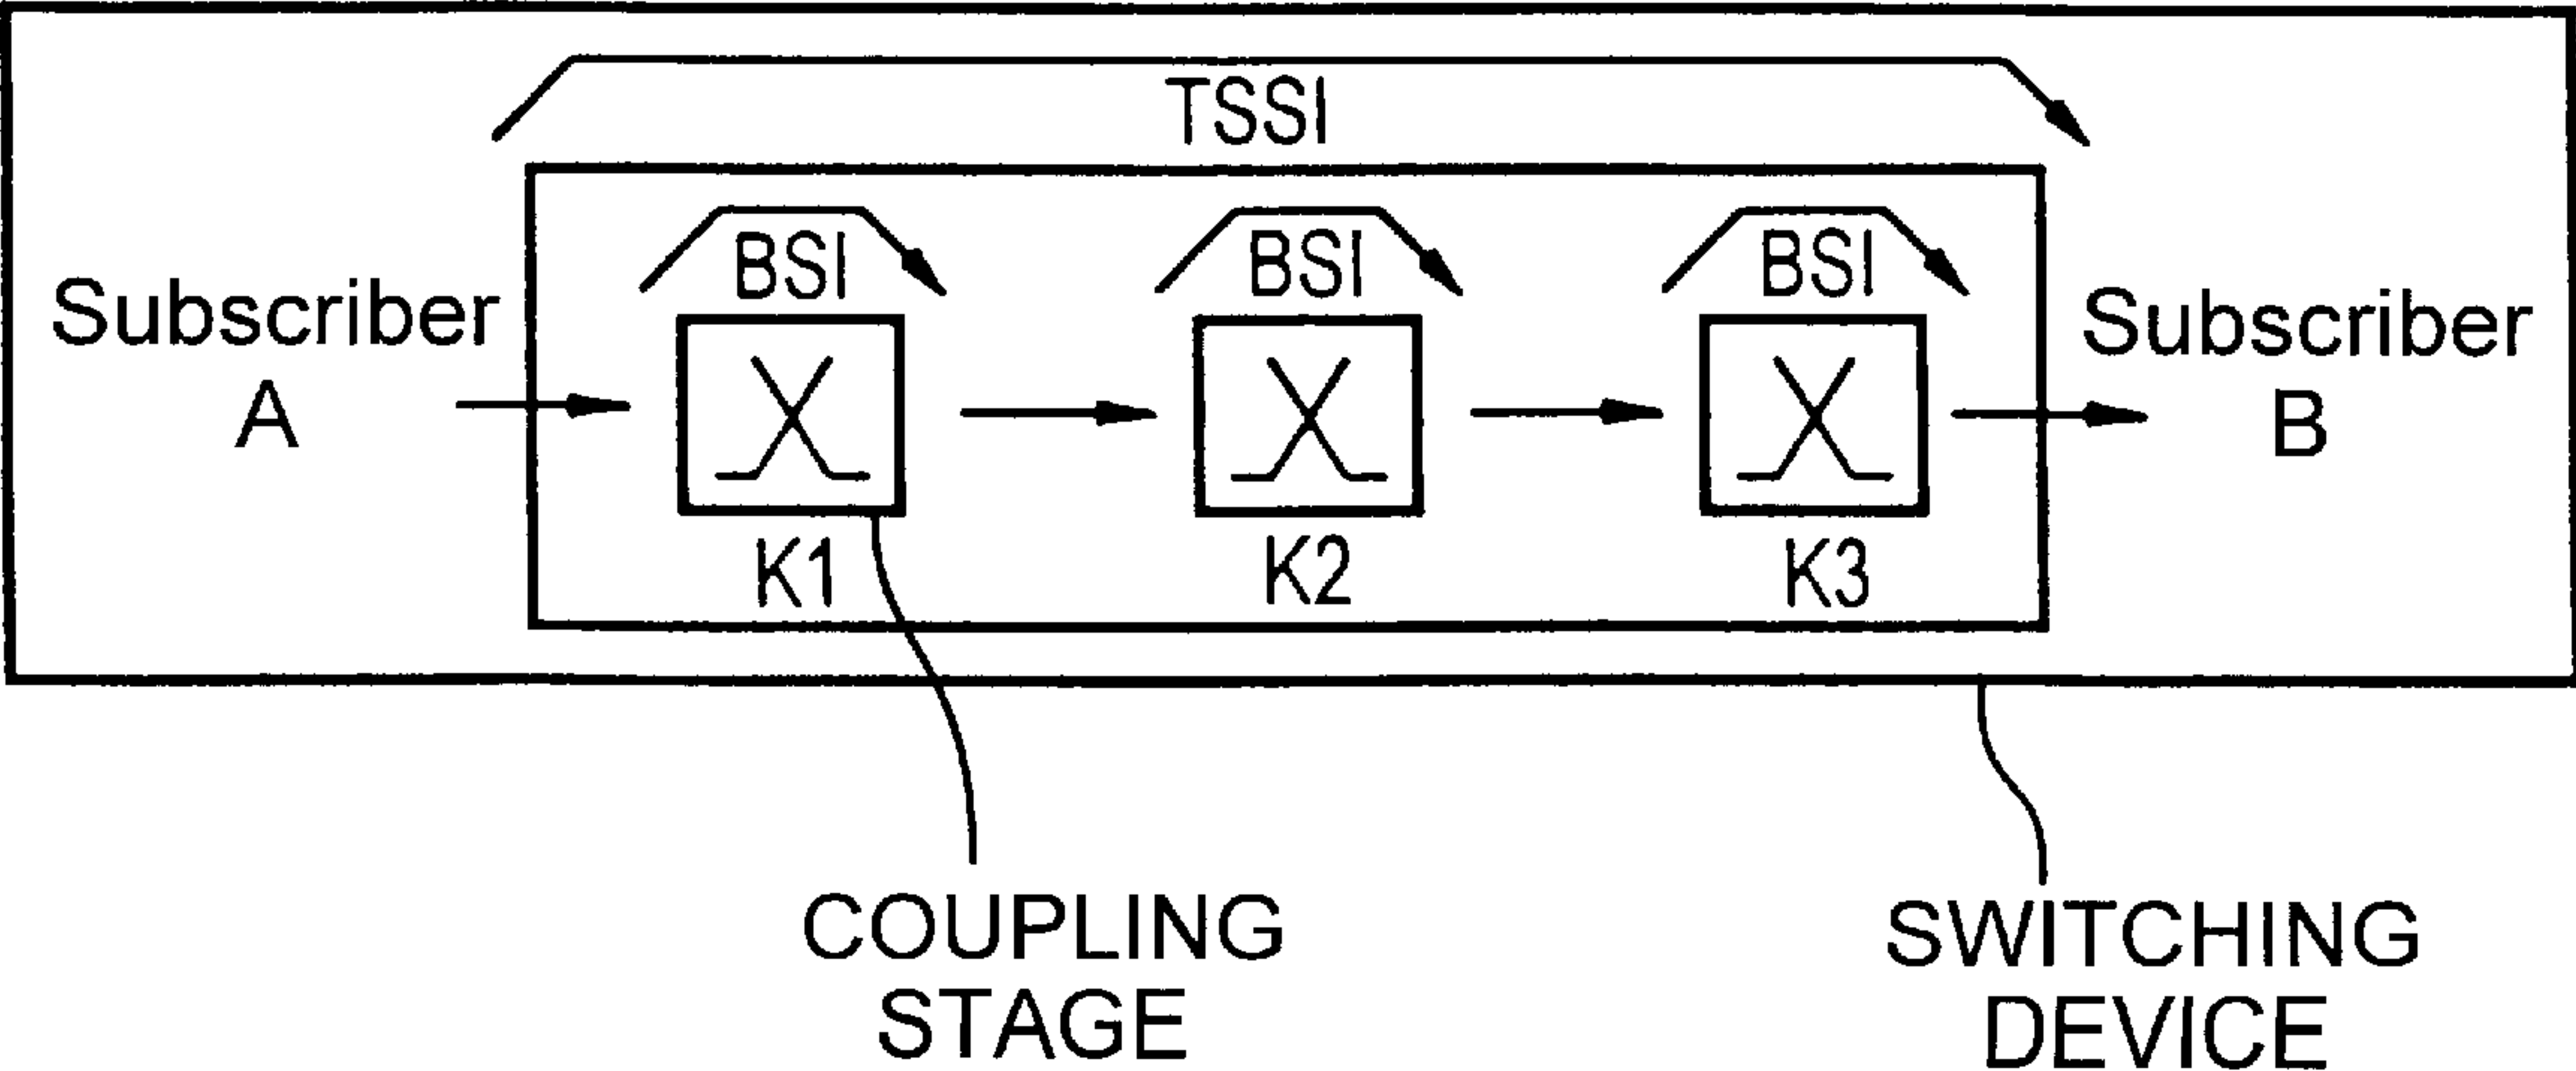 TSSI
BSI BSI BSI
Subscriber
A
Subscriber
B
K1 K2 K3
COUPLING
STAGE
SWITCHING
DEVICE